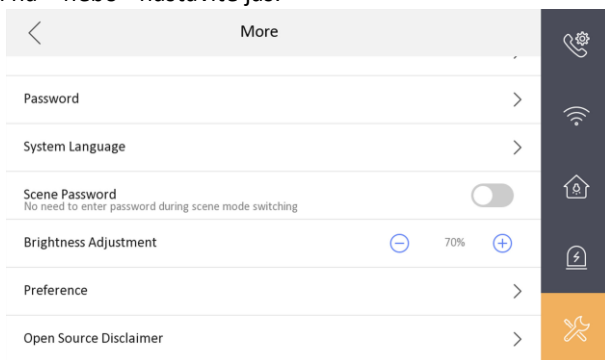 More
Password
System Language
Scene Password
No need to enter password during scene mode switching
Brightness Adjustment 70%
Preference
Open Source Disclaimer